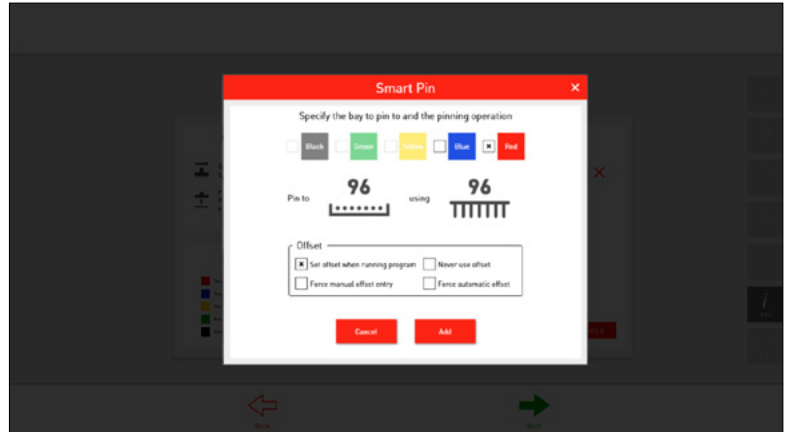 Smart Pin
Specify the bay to pin to and the pinning operation
Black Green Yellow Blue Red
Pin to 96 using 96
Offset
Set offset when running program Never use offset
Force manual offset entry Force automatic offset
Cancel Add
Back Next